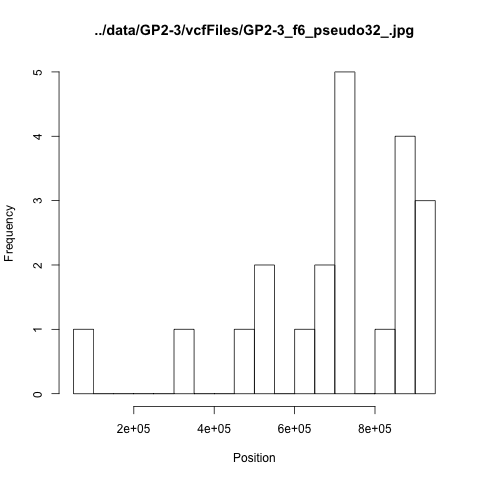 ../data/GP2-3/vcfFiles/GP2-3_f6_pseudo32_.jpg
Frequency
5
4
3
2
1
0
2e+05 4e+05 6e+05 8e+05
Position